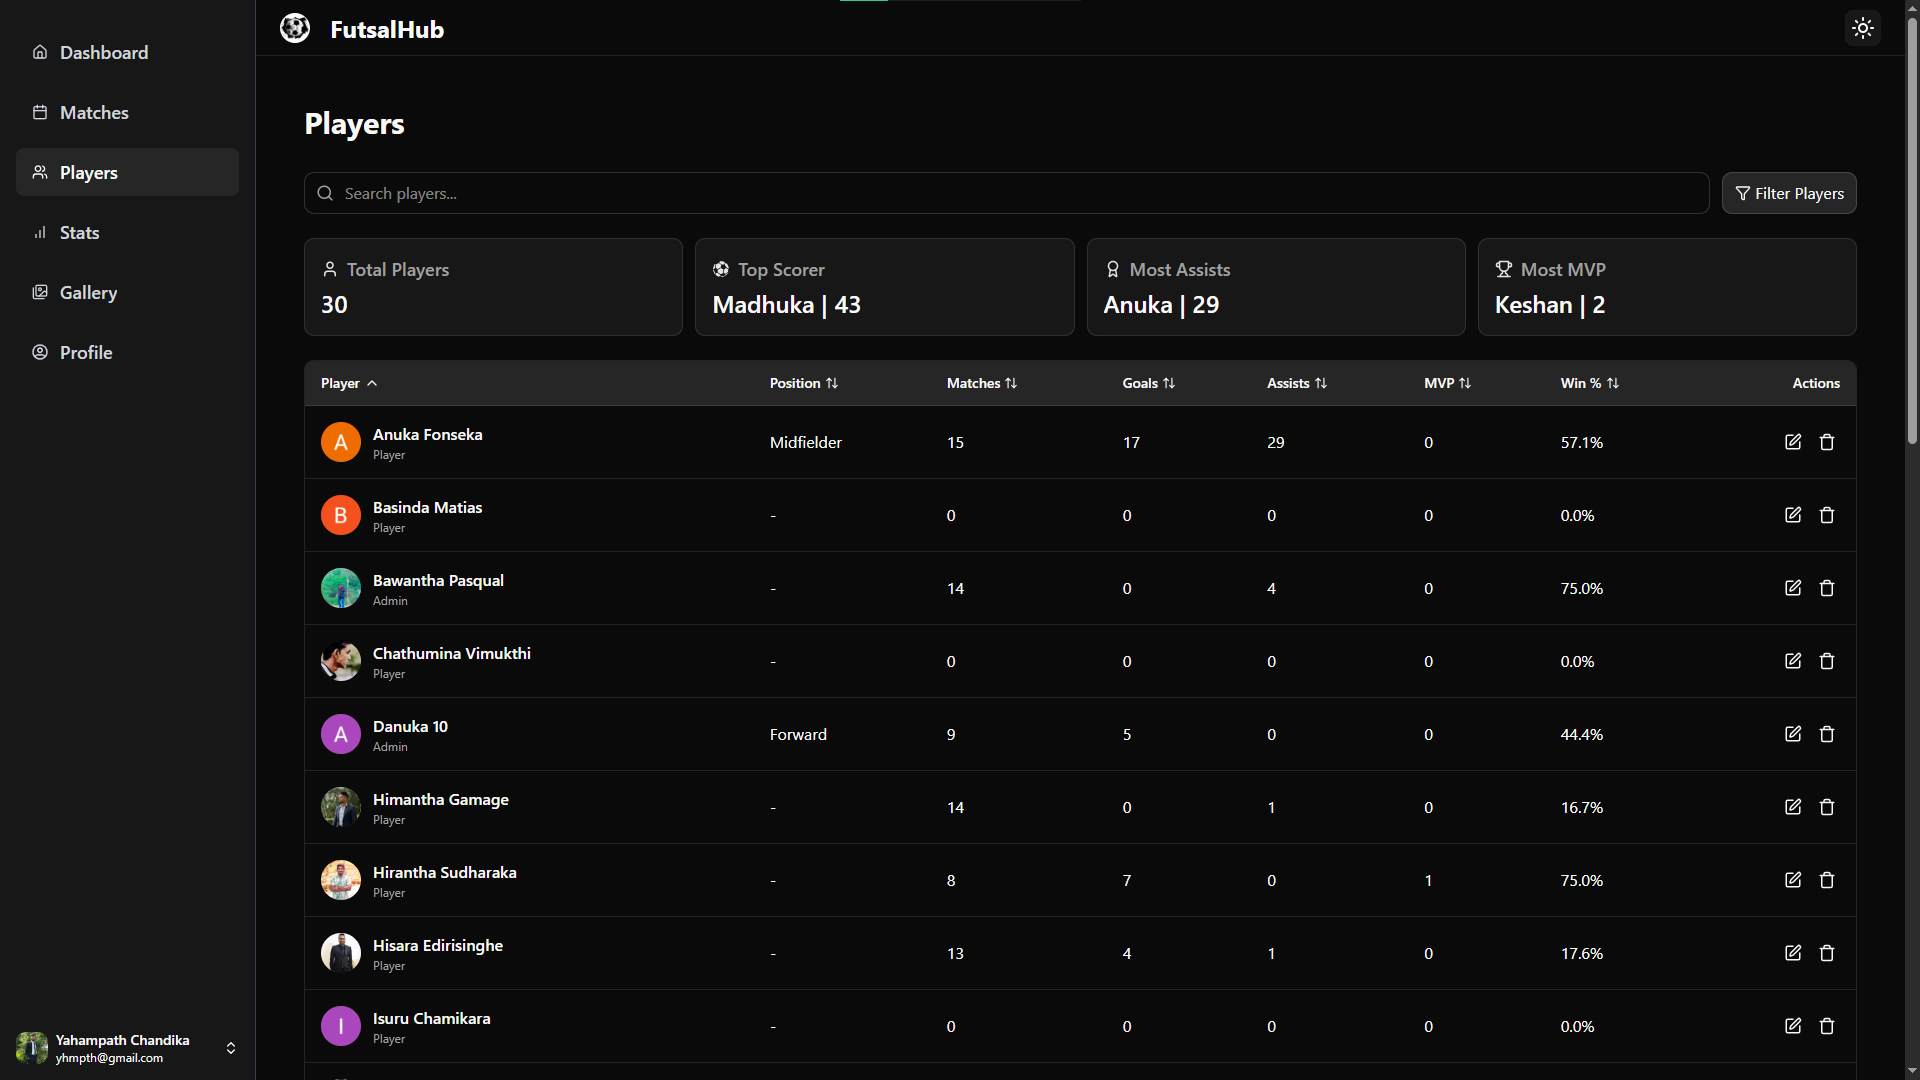 Dashboard
Matches
Players
Stats
Gallery
Profile
Yahampath Chandika
yhmpth@gmail.com
FutsalHub
Players
Search players...
Filter Players
Total Players
30
Top Scorer
Madhuka | 43
Most Assists
Anuka | 29
Most MVP
Keshan | 2
Player Position Matches Goals Assists MVP Win % Actions
A Anuka Fonseka Midfielder 15 17 29 0 57.1%
Player
B Basinda Matias - 0 0 0 0 0.0%
Player
Bawantha Pasqual - 14 0 4 0 75.0%
Admin
Chathumina Vimukthi - 0 0 0 0 0.0%
Player
A Danuka 10 Forward 9 5 0 0 44.4%
Admin
Himantha Gamage - 14 0 1 0 16.7%
Player
Hirantha Sudharaka - 8 7 0 1 75.0%
Player
Hisara Edirisinghe - 13 4 1 0 17.6%
Player
I Isuru Chamikara - 0 0 0 0 0.0%
Player